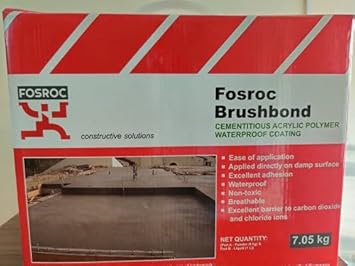 FOSROC
constructive solutions
Fosroc
Brushbond
CEMENTITIOUS ACRYLIC POLYMER
WATERPROOF COATING
Ease of application
Applied directly on damp surface
Excellent adhesion
Waterproof
Non-toxic
Breathable
Excellent barrier to carbon dioxide
and chloride ions
NET QUANTITY:
7.05 kg